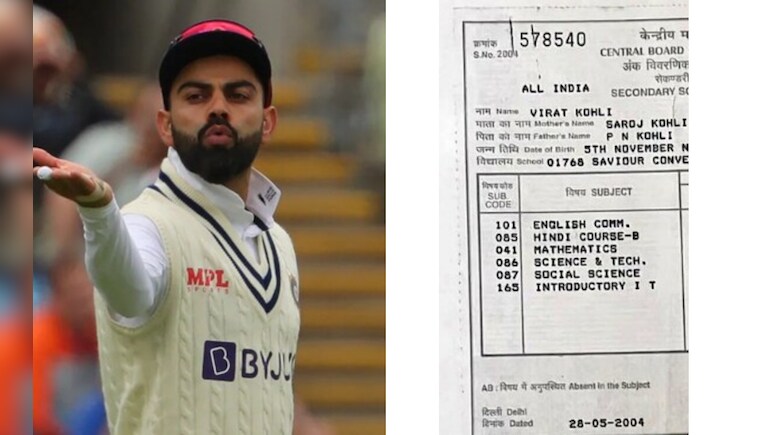 MPL
SPORTS
BYJU
क्रमांक
S.No. 2004
578540
केन्द्रीय मा
CENTRAL BOARD
अंक विवरणिका
सेकण्डरी
SECONDARY SC
ALL INDIA
नाम Name VIRAT KOHLI
माता का नाम Mother's Name SAROJ KOHLI
पिता का नाम Father's Name P N KOHLI
जन्म तिथि Date of Birth 5TH NOVEMBER N
विद्यालय School 01768 SAVIOUR CONVE
विषय कोड
SUB.
CODE
विषय SUBJECT
101 ENGLISH COMM.
085 HINDI COURSE-B
041 MATHEMATICS
086 SCIENCE & TECH.
087 SOCIAL SCIENCE
165 INTRODUCTORY I T
AB : विषय में अनुपस्थित Absent in the Subject
दिल्ली Delhi
दिनांक Dated 28-05-2004